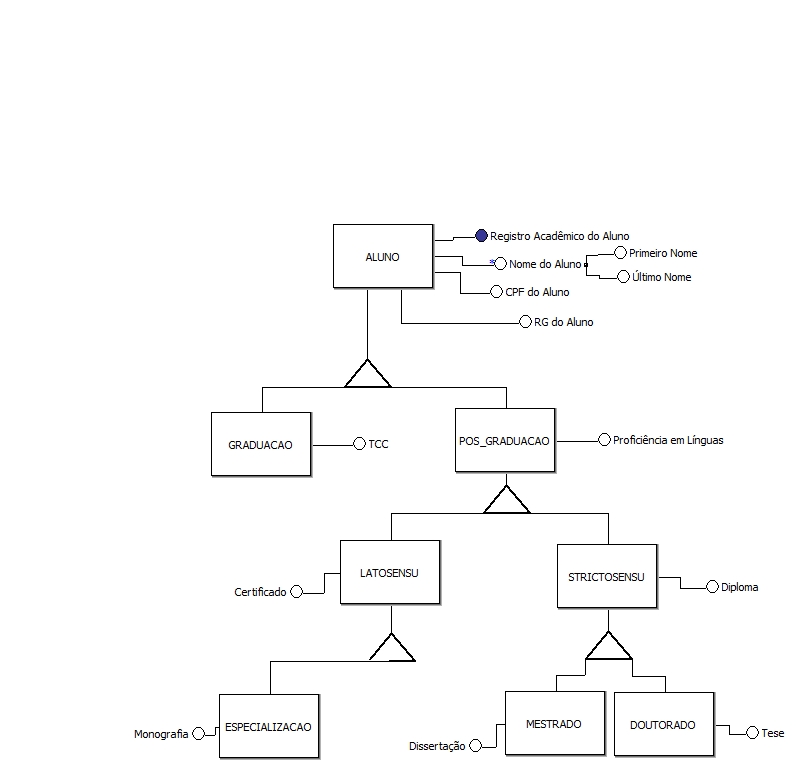 Registro Acadêmico do Aluno
ALUNO
Primeiro Nome
* Nome do Aluno
Último Nome
CPF do Aluno
RG do Aluno
GRADUACAO
TCC
POS_GRADUACAO
Proficiência em Línguas
LATOSENSU
STRICTOSENSU
Certificado
Diploma
ESPECIALIZACAO
Monografia
MESTRADO
DOUTORADO
Dissertação
Tese